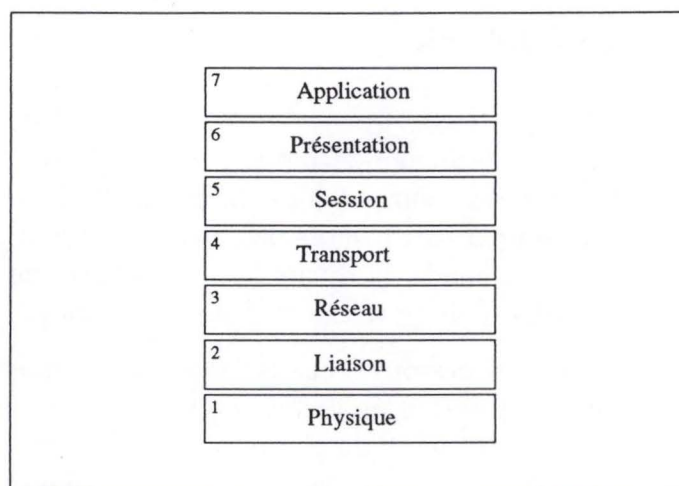 7
Application
6
Présentation
5
Session
4
Transport
3
Réseau
2
Liaison
1
Physique